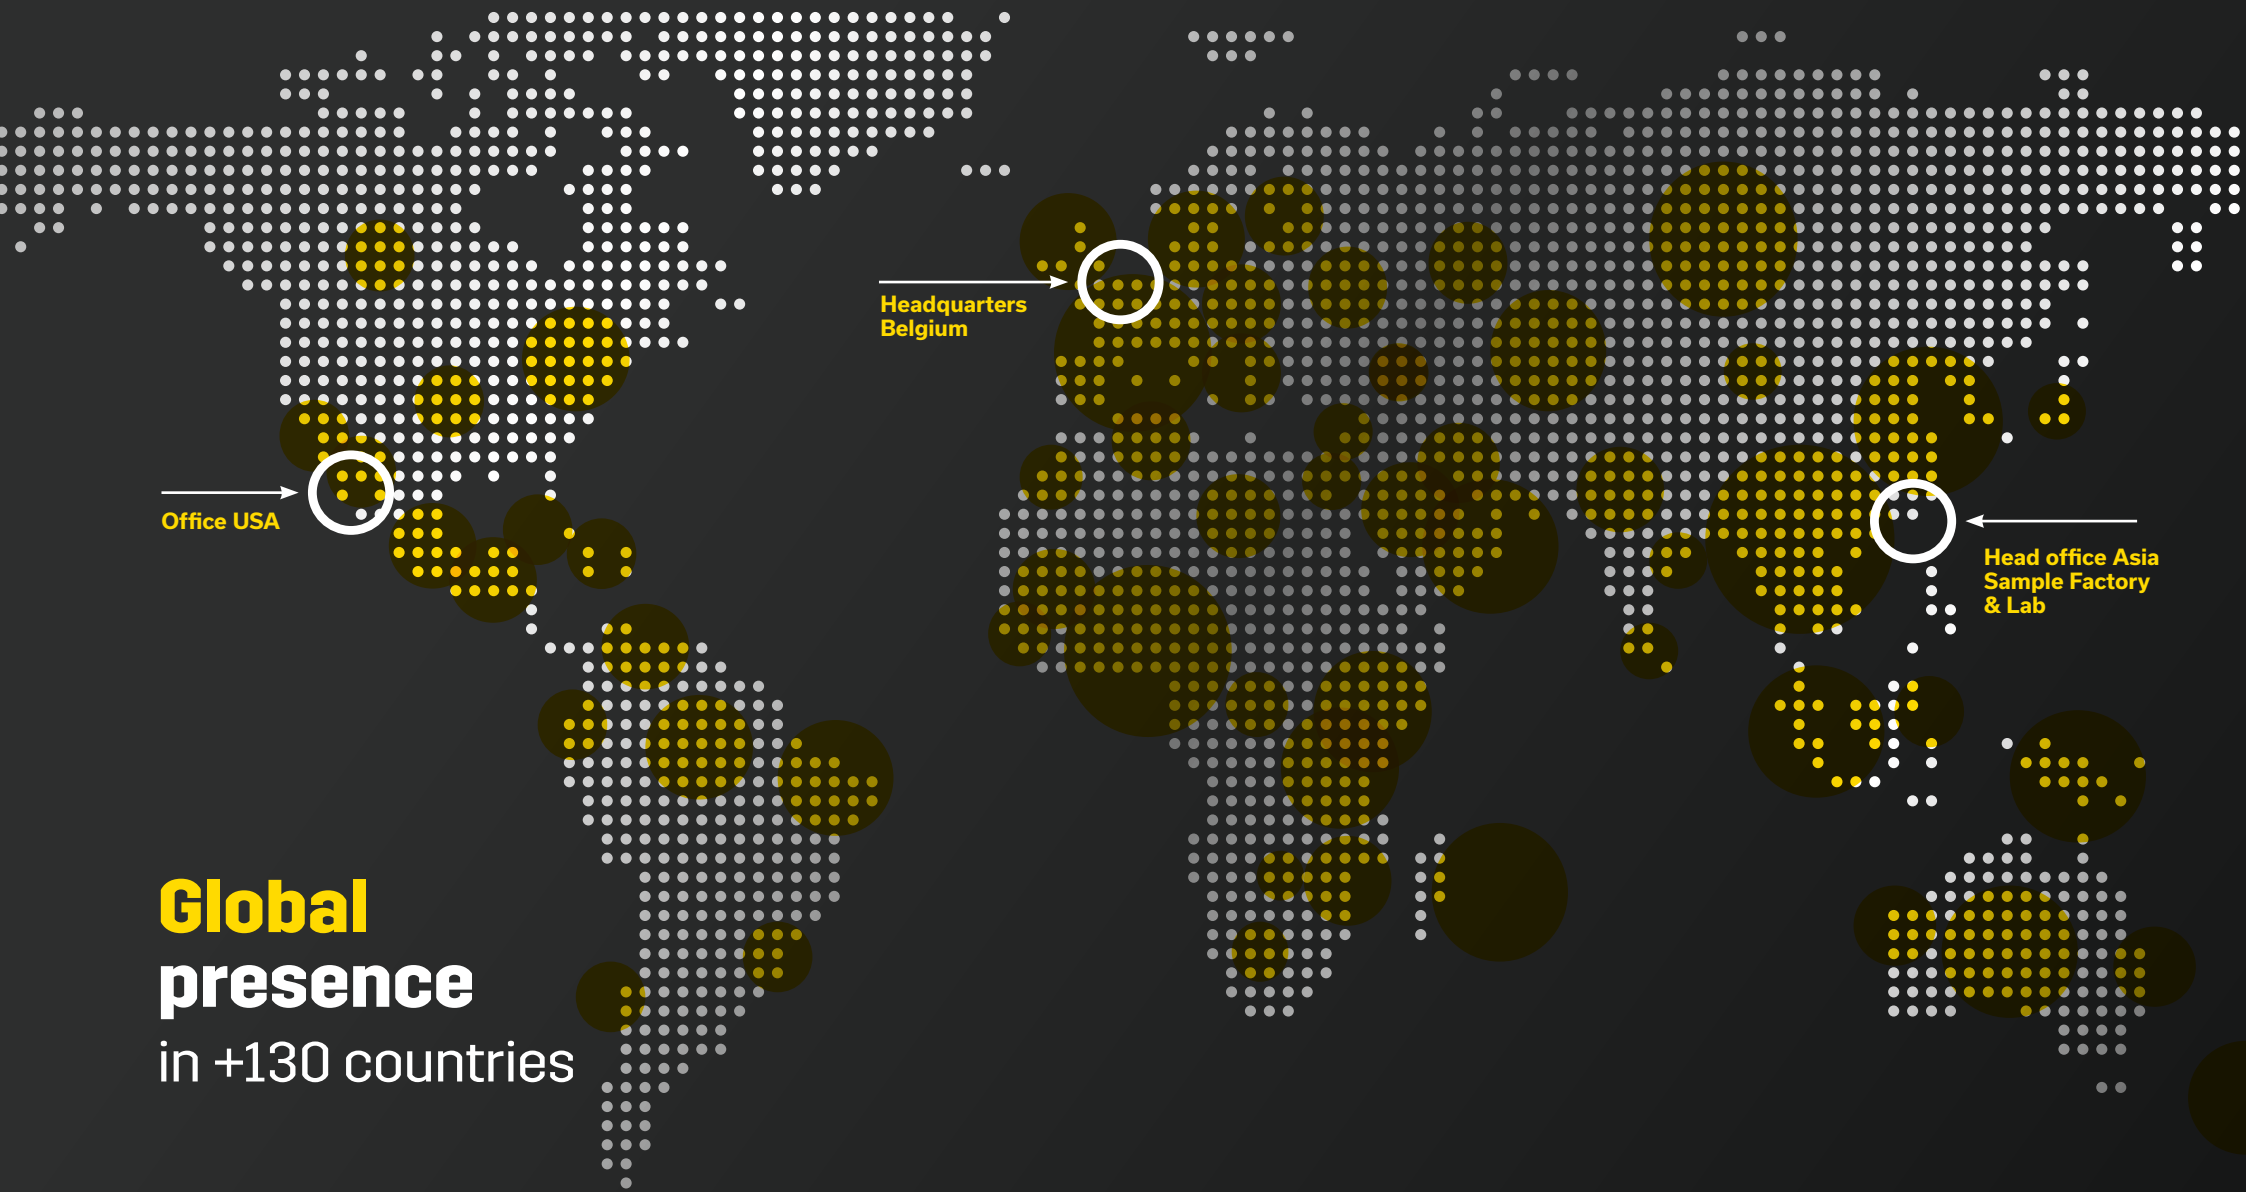 Headquarters
Belgium
Office USA
Head office Asia
Sample Factory
& Lab
Global
presence
in +130 countries